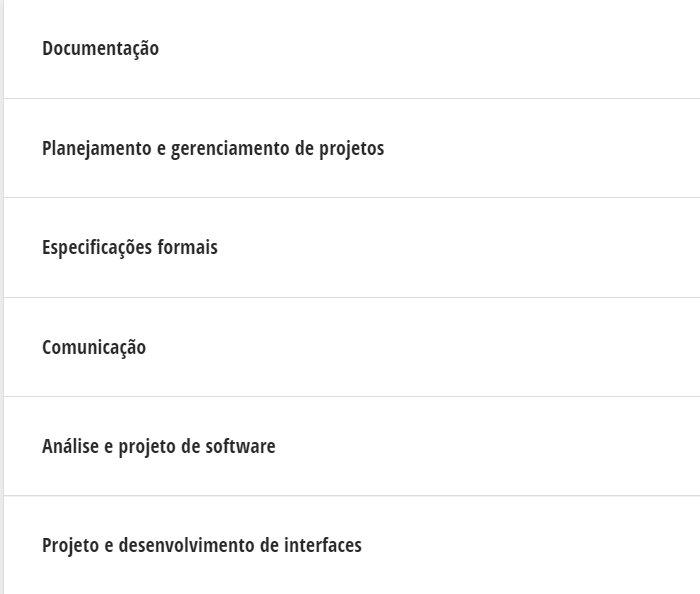 Documentação
Planejamento e gerenciamento de projetos
Especificações formais
Comunicação
Análise e projeto de software
Projeto e desenvolvimento de interfaces